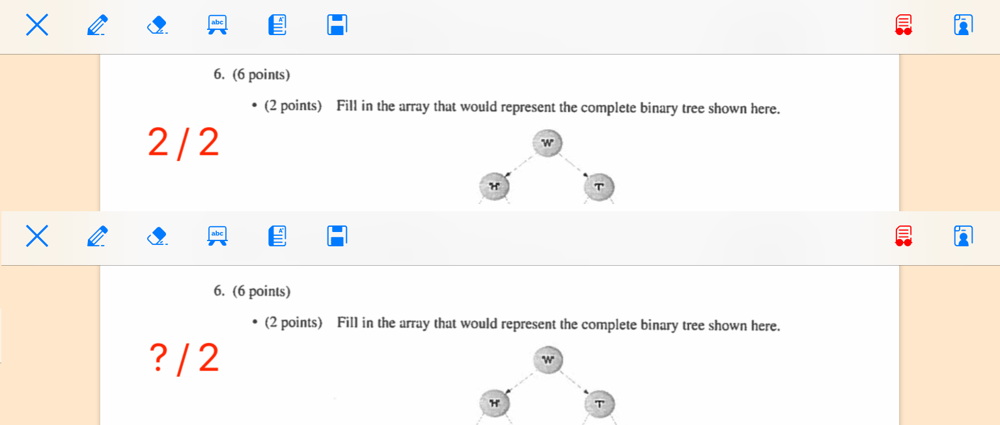 abc
A
6. (6 points)
• (2 points) Fill in the array that would represent the complete binary tree shown here.
2/2
'W'
'H'
'T'
abc
A
6. (6 points)
• (2 points) Fill in the array that would represent the complete binary tree shown here.
?/2
'W'
'H'
'T'